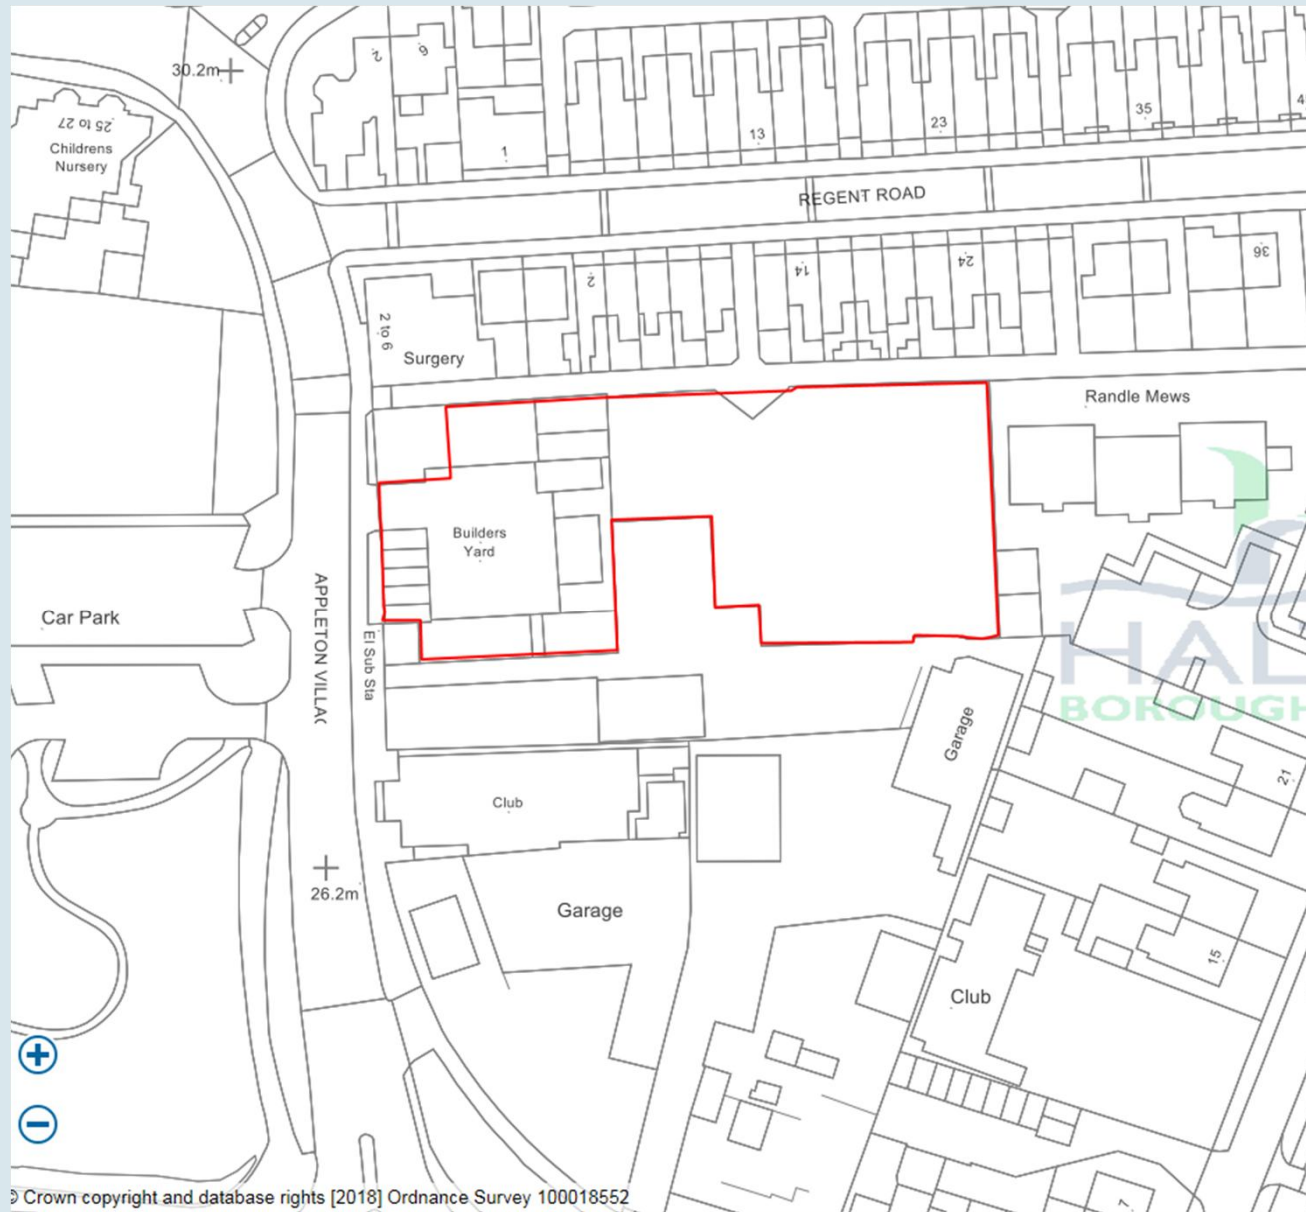 30.2m
2
6
25 to 27
Childrens
Nursery
1
13
23
35
REGENT ROAD
2
14
24
36
2 to 6
Surgery
Randle Mews
Builders
Yard
APPLETON VILLAG
Car Park
El Sub Sta
HAL
BOROUGH
Garage
21
Club
26.2m
Garage
15
Club
7
© Crown copyright and database rights [2018] Ordnance Survey 100018552